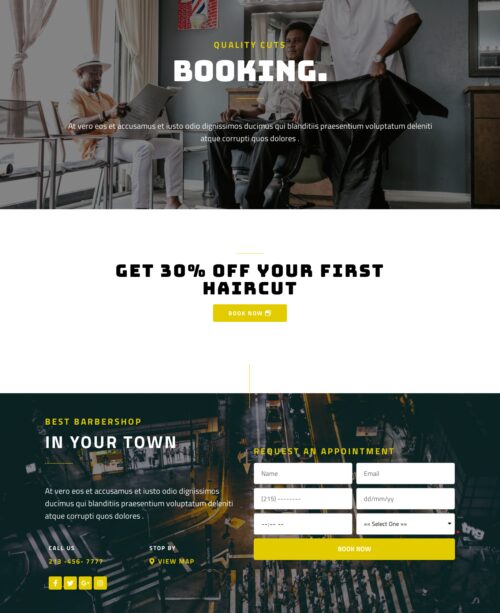 QUALITY CUTS
BOOKING.
At vero eos et accusamus et iusto odio dignissimos ducimus qui blanditiis praesentium voluptatum deleniti
atque corrupti quos dolores .
GET 30% OFF YOUR FIRST
HAIRCUT
BOOK NOW
BEST BARBERSHOP
IN YOUR TOWN
At vero eos et accusamus et iusto odio dignissimos
ducimus qui blanditiis praesentium voluptatum deleniti
atque corrupti quos dolores .
CALL US
213 -456- 7777
STOP BY
VIEW MAP
REQUEST AN APPOINTMENT
Name
Email
(215) --------
dd/mm/yy
--:-- --
== Select One ==
BOOK NOW